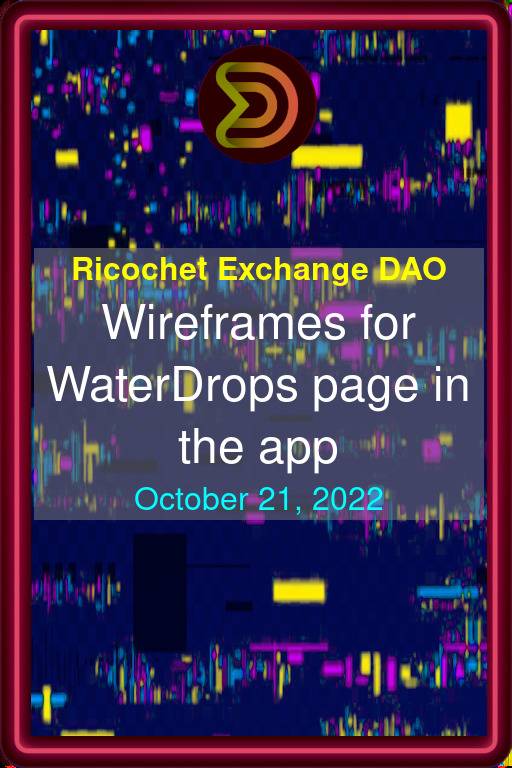 Ricochet Exchange DAO
Wireframes for
WaterDrops page in
the app
October 21, 2022